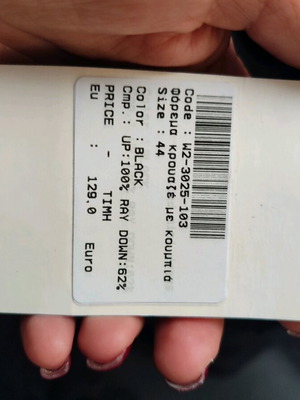 Code : W2-3025-103
Φόρεμα κρουαζέ με κουμπιά
Size : 44
Color : BLACK
Cmp.: UP:100% RAY DOWN:62%
PRICE - ΤΙΜΗ
Eu : 129.0 Euro